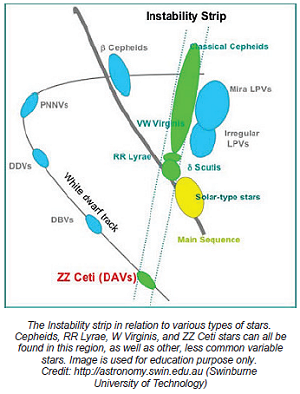 Instability Strip
β Cepheids
Classical Cepheids
PNNVs
Mira LPVs
VW Virginis
Irregular
LPVs
RR Lyrae
δ Scutis
DDVs
White dwarf track
Solar-type stars
DBVs
Main Sequence
ZZ Ceti (DAVs)
The Instability strip in relation to various types of stars.
Cepheids, RR Lyrae, W Virginis, and ZZ Ceti stars can all be
found in this region, as well as other, less common variable
stars. Image is used for education purpose only.
Credit: http://astronomy.swin.edu.au (Swinburne
University of Technology)